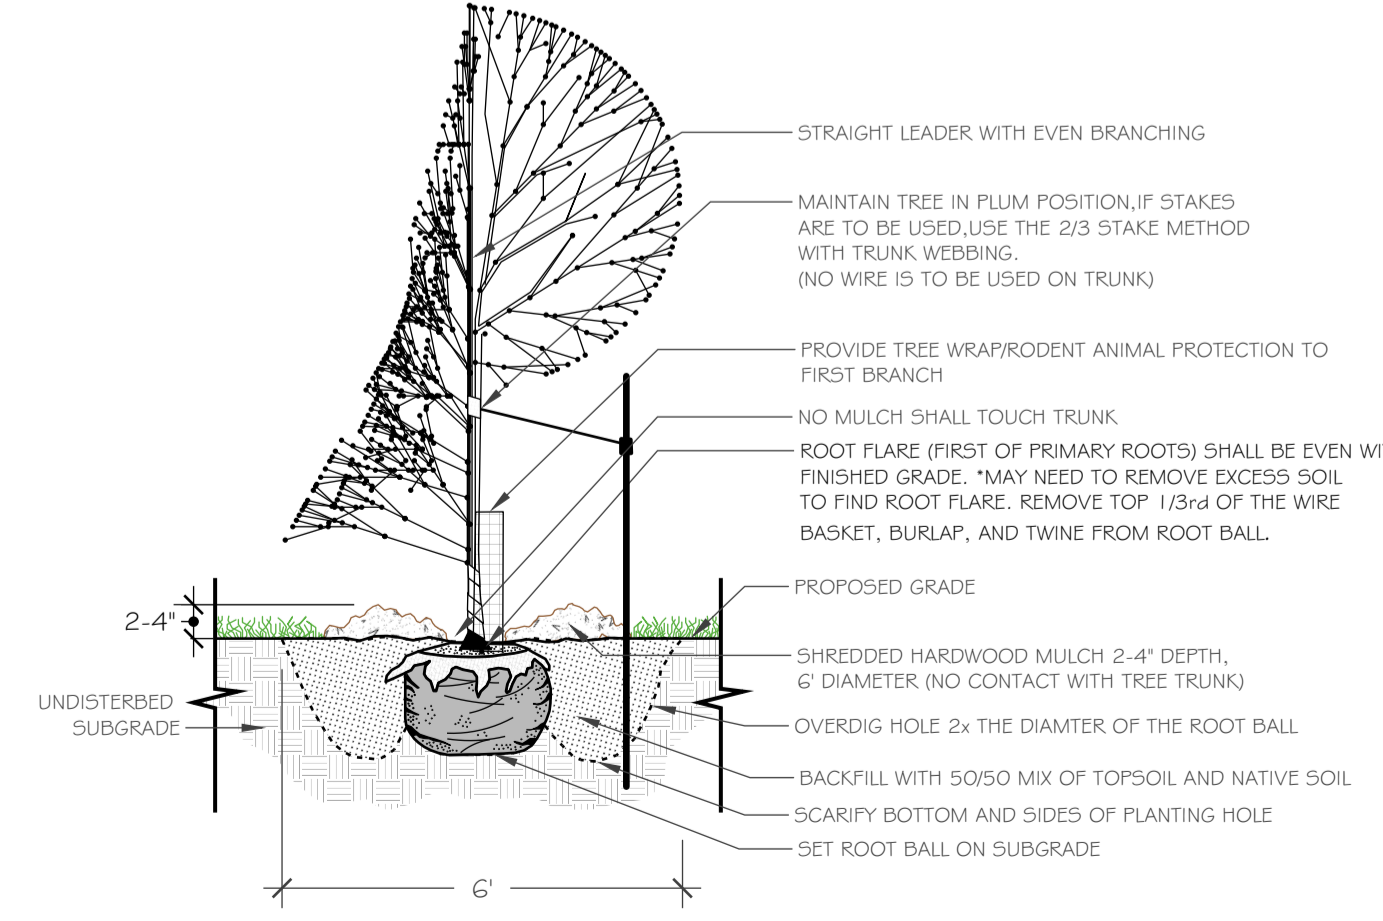 STRAIGHT LEADER WITH EVEN BRANCHING
MAINTAIN TREE IN PLUM POSITION,IF STAKES
ARE TO BE USED,USE THE 2/3 STAKE METHOD
WITH TRUNK WEBBING.
(NO WIRE IS TO BE USED ON TRUNK)
PROVIDE TREE WRAP/RODENT ANIMAL PROTECTION TO
FIRST BRANCH
NO MULCH SHALL TOUCH TRUNK
ROOT FLARE (FIRST OF PRIMARY ROOTS) SHALL BE EVEN WI
FINISHED GRADE. *MAY NEED TO REMOVE EXCESS SOIL
TO FIND ROOT FLARE. REMOVE TOP 1/3rd OF THE WIRE
BASKET, BURLAP, AND TWINE FROM ROOT BALL.
PROPOSED GRADE
2-4"
SHREDDED HARDWOOD MULCH 2-4" DEPTH,
6' DIAMETER (NO CONTACT WITH TREE TRUNK)
UNDISTERBED
SUBGRADE
OVERDIG HOLE 2x THE DIAMTER OF THE ROOT BALL
BACKFILL WITH 50/50 MIX OF TOPSOIL AND NATIVE SOIL
SCARIFY BOTTOM AND SIDES OF PLANTING HOLE
SET ROOT BALL ON SUBGRADE
6'